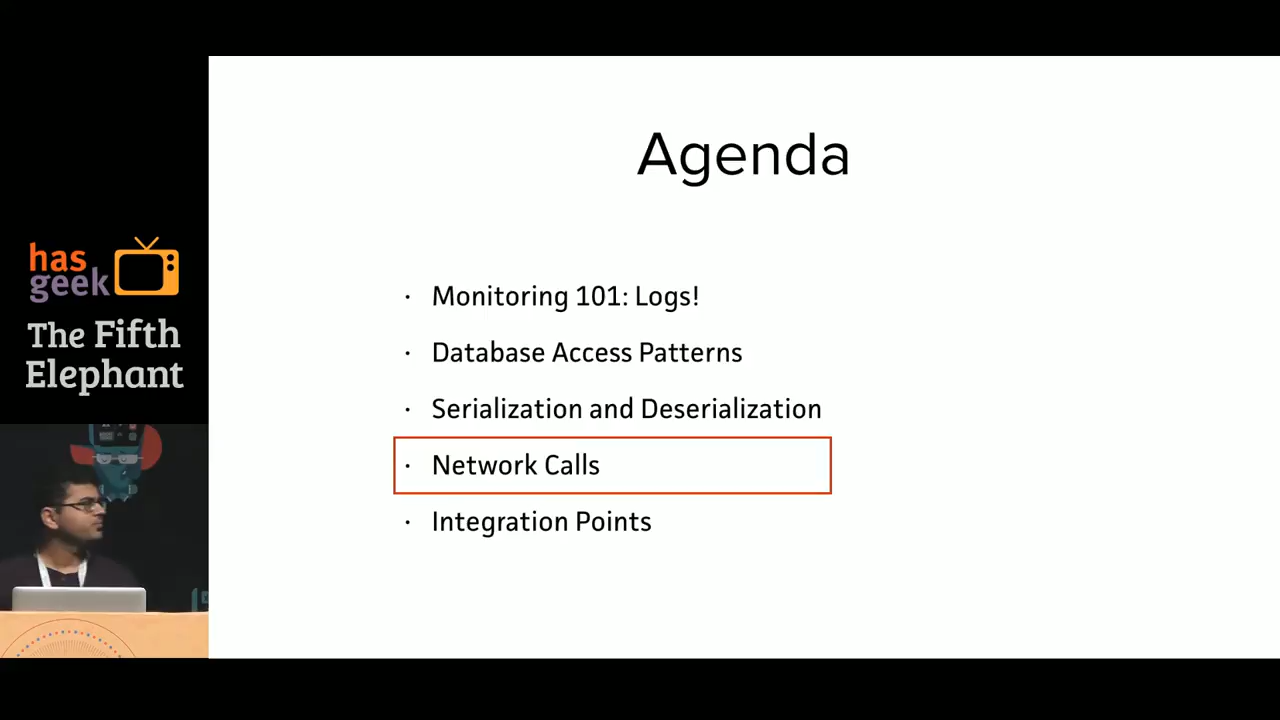 Agenda
has
geek
The Fifth
Elephant
· Monitoring 101: Logs!
· Database Access Patterns
· Serialization and Deserialization
· Network Calls
· Integration Points